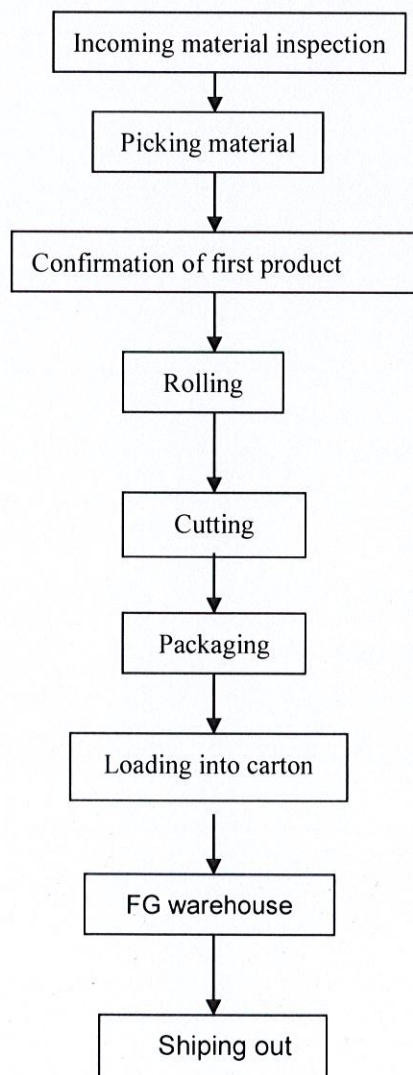 Incoming material inspection
Picking material
Confirmation of first product
Rolling
Cutting
Packaging
Loading into carton
FG warehouse
Shiping out